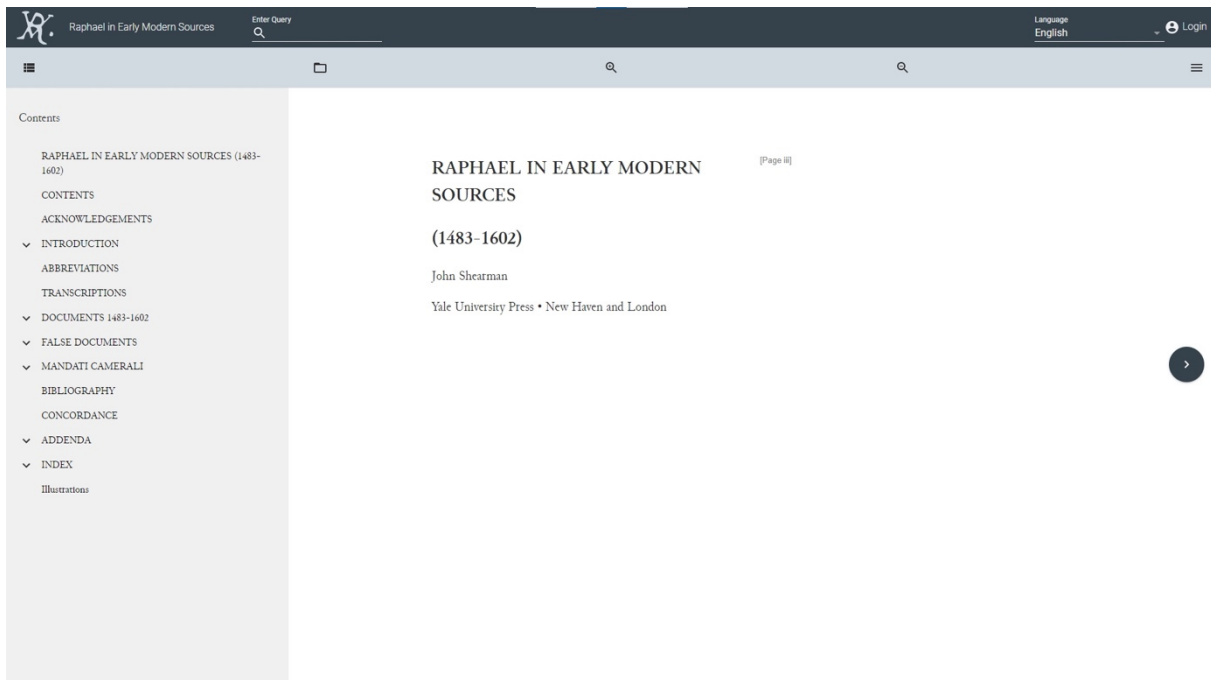 Raphael in Early Modern Sources
Enter Query
Language
English
Login
Contents
RAPHAEL IN EARLY MODERN SOURCES (1483-
1602)
CONTENTS
ACKNOWLEDGEMENTS
INTRODUCTION
ABBREVIATIONS
TRANSCRIPTIONS
DOCUMENTS 1483-1602
FALSE DOCUMENTS
MANDATI CAMERALI
BIBLIOGRAPHY
CONCORDANCE
ADDENDA
INDEX
Illustrations
RAPHAEL IN EARLY MODERN
SOURCES
(1483-1602)
John Shearman
Yale University Press • New Haven and London
[Page iii]